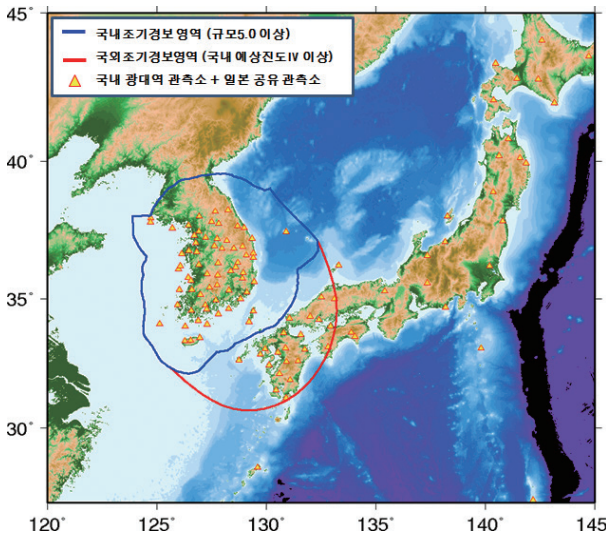 45°
국내조기경보 영역 (규모5.0 이상)
국외조기경보영역 (국내 예상진도IV 이상)
국내 광대역 관측소 + 일본 공유 관측소
40°
35°
30°
120° 125° 130° 135° 140° 145°